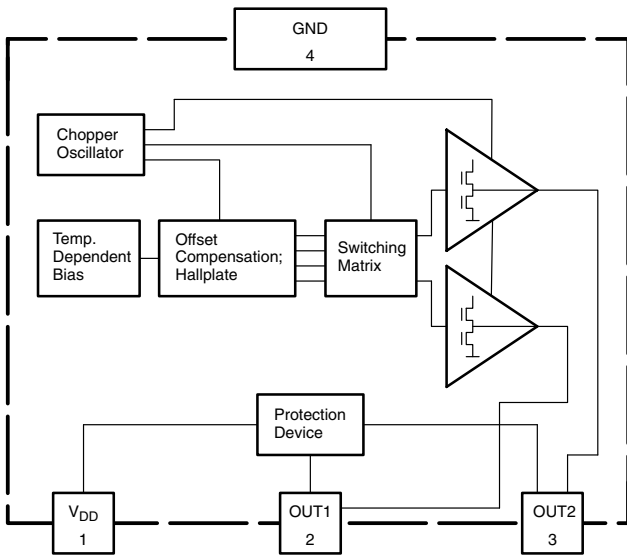 GND
4
Chopper
Oscillator
Temp.
Dependent
Bias
Offset
Compensation;
Hallplate
Switching
Matrix
Protection
Device
VDD
1
OUT1
2
OUT2
3